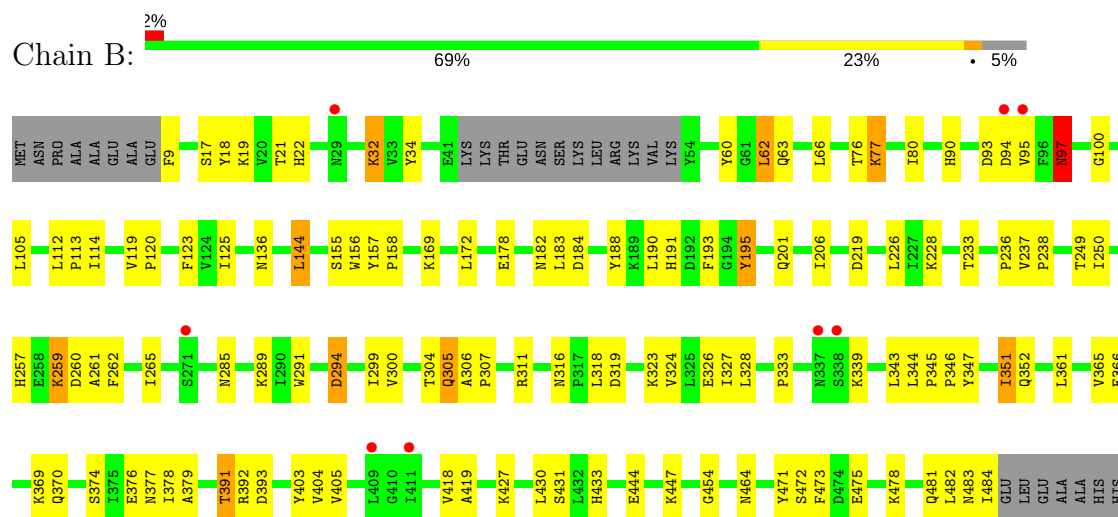 2%
Chain B:
69% 23% • 5%
MET ASN PRO ALA ALA GLU ALA GLU F9 S17 Y18 K19 V20 T21 H22 N29 K32 V33 Y34 E41 LYS LYS THR GLU ASN SER LYS LEU ARG LYS VAL LYS Y54 Y60 G61 L62 Q63 L66 T76 K77 I80 H90 D93 D94 V95 F96 N97 G100
L105 L112 P113 I114 V119 P120 F123 V124 I125 N136 L144 S155 W156 Y157 P158 K169 L172 E178 N182 L183 D184 Y188 K189 L190 H191 D192 F193 G194 Y195 Q201 I206 D219 L226 I227 K228 T233 P236 V237 P238 T249 I250
H257 E258 K259 D260 A261 F262 I265 S271 N285 K289 I290 W291 D294 I299 V300 T304 Q305 A306 P307 R311 N316 P317 L318 D319 K323 V324 L325 E326 I327 L328 P333 N337 S338 K339 L343 L344 P345 P346 Y347 I351 Q352 L361 V365 E366
K369 Q370 S374 I375 E376 N377 I378 A379 T391 R392 D393 Y403 V404 V405 L409 G410 I411 V418 A419 K427 L430 S431 L432 H433 E444 K447 G454 N464 Y471 S472 F473 D474 E475 K478 Q481 L482 N483 I484 GLU LEU GLU ALA ALA HIS HIS